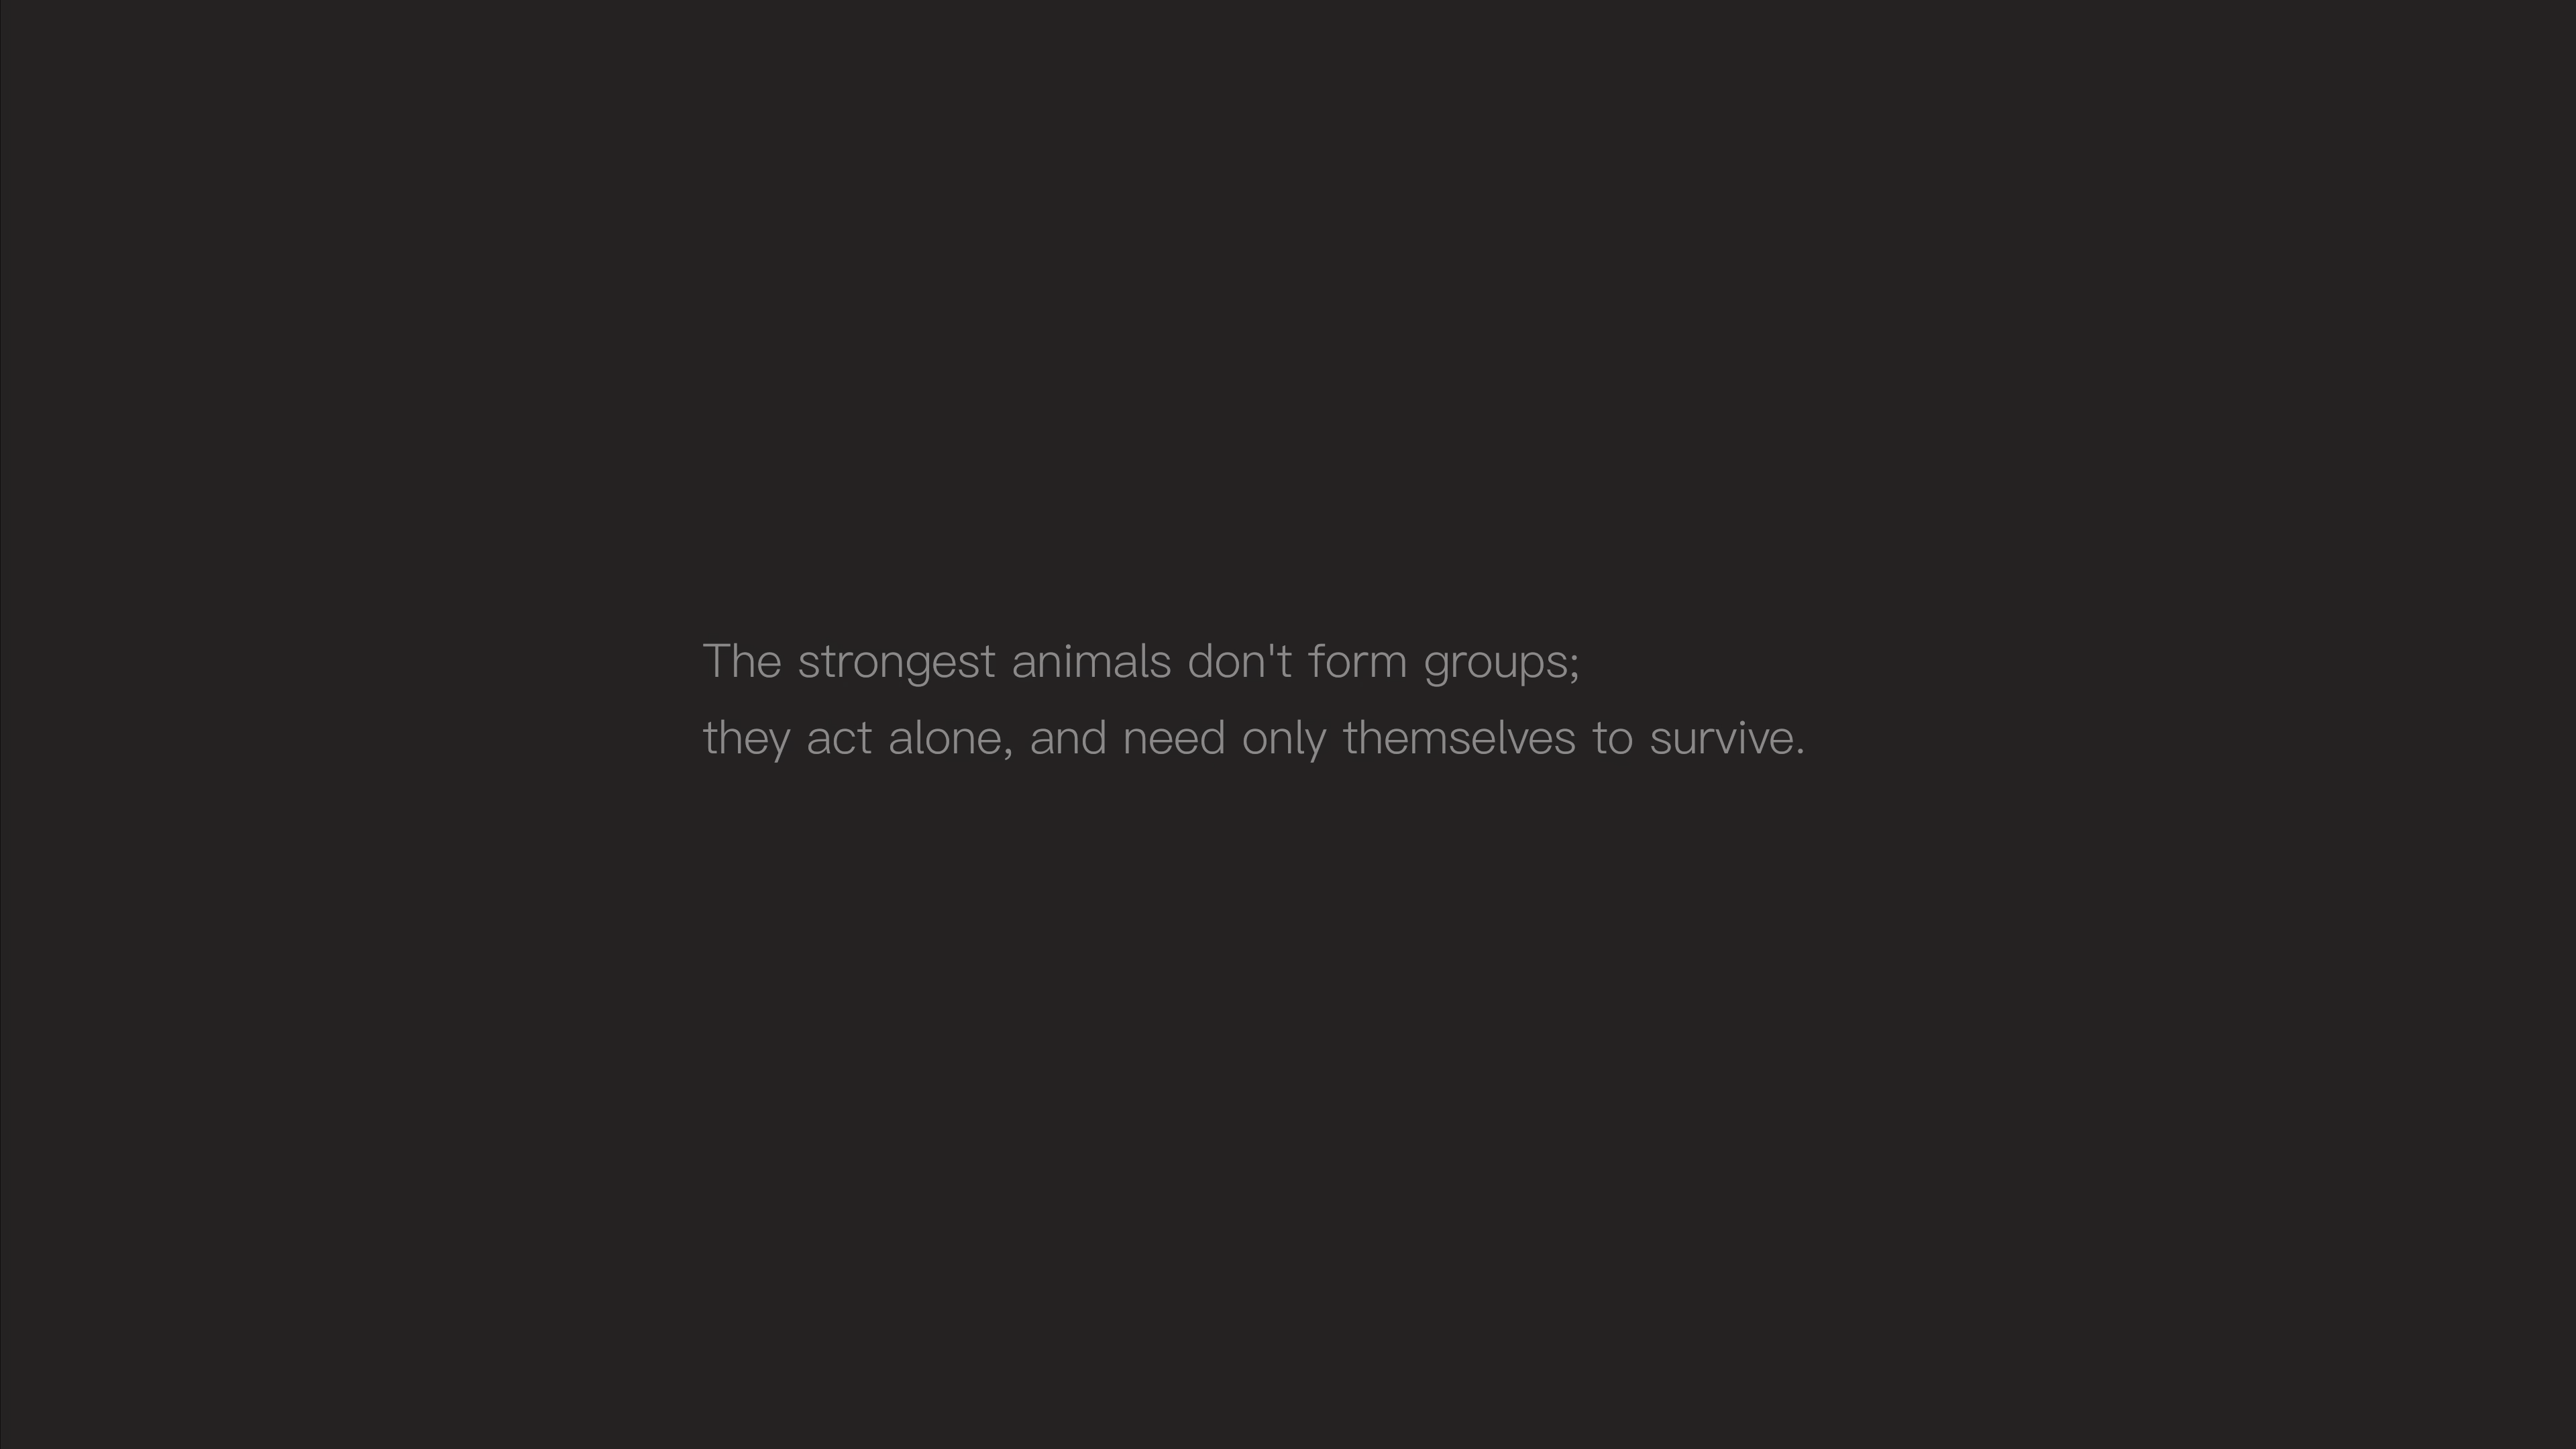 The strongest animals don't form groups;
they act alone, and need only themselves to survive.